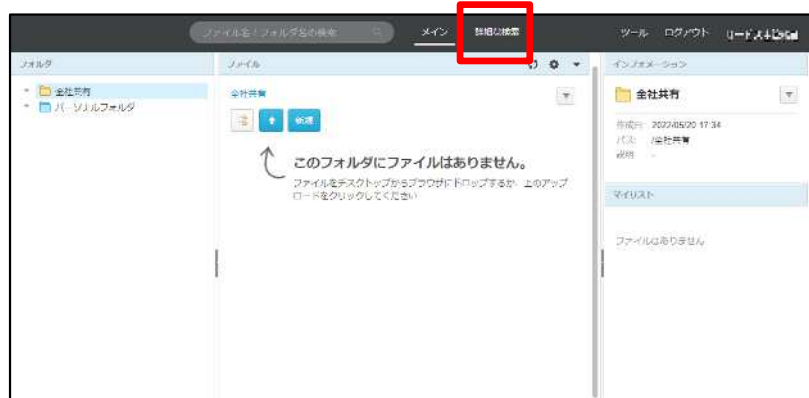 ファイル名 / フォルダ名の検索
メイン
詳細な検索
ツール
ログアウト
フォルダ
全社共有
パーソナルフォルダ
ファイル
全社共有
新規
このフォルダにファイルはありません。
ファイルをデスクトップからブラウザにドロップするか、上のアップ
ロードをクリックしてください
インフォメーション
全社共有
作成日: 2022/05/20 17:34
パス: /全社共有
説明: -
マイリスト
ファイルはありません